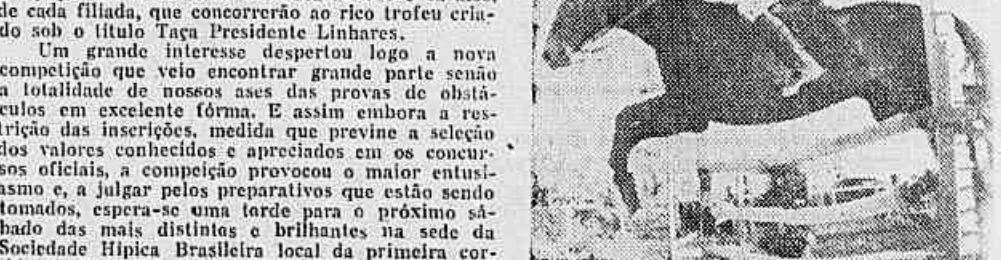 de cada filiada, que concorrerão ao rico trofeu cria-
do sob o titulo Taça Presidente Linhares.
Um grande interesse despertou logo a nova
competição que veio encontrar grande parte senão
a totalidade de nossos ases das provas de obstá-
culos em excelente fórma. E assim embora a res-
trição das inscrições, medida que previne a seleção
dos valores conhecidos e apreciados em os concur-
sos oficiais, a compeição provocou o maior entusi-
asmo e, a julgar pelos preparativos que estão sendo
tomados, espera-se uma tarde para o próximo sá-
bado das mais distintas e brilhantes na sede da
Sociedade Hipica Brasileira local da primeira cor-